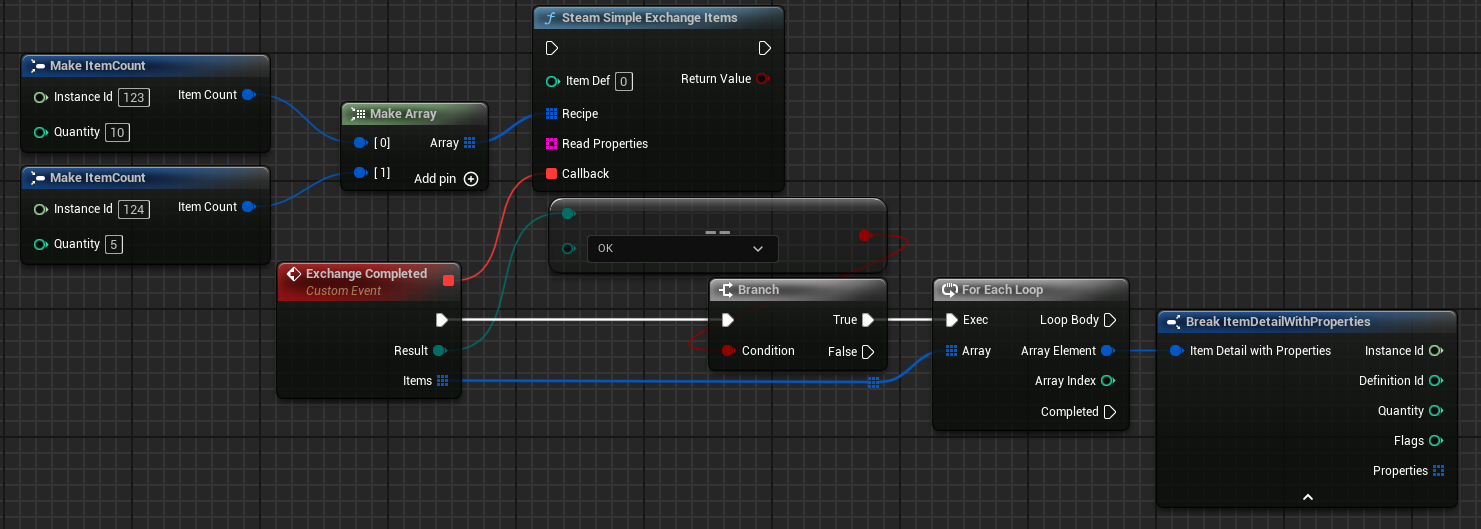 Steam Simple Exchange Items
Item Def 0
Return Value
Recipe
Read Properties
Callback
Make ItemCount
Instance Id 123
Item Count
Quantity 10
Make ItemCount
Instance Id 124
Item Count
Quantity 5
Make Array
[0]
Array
[1]
Add pin +
==
OK
Exchange Completed
Custom Event
Result
Items
Branch
True
Condition
False
For Each Loop
Exec
Loop Body
Array
Array Element
Array Index
Completed
Break ItemDetailWithProperties
Item Detail with Properties
Instance Id
Definition Id
Quantity
Flags
Properties